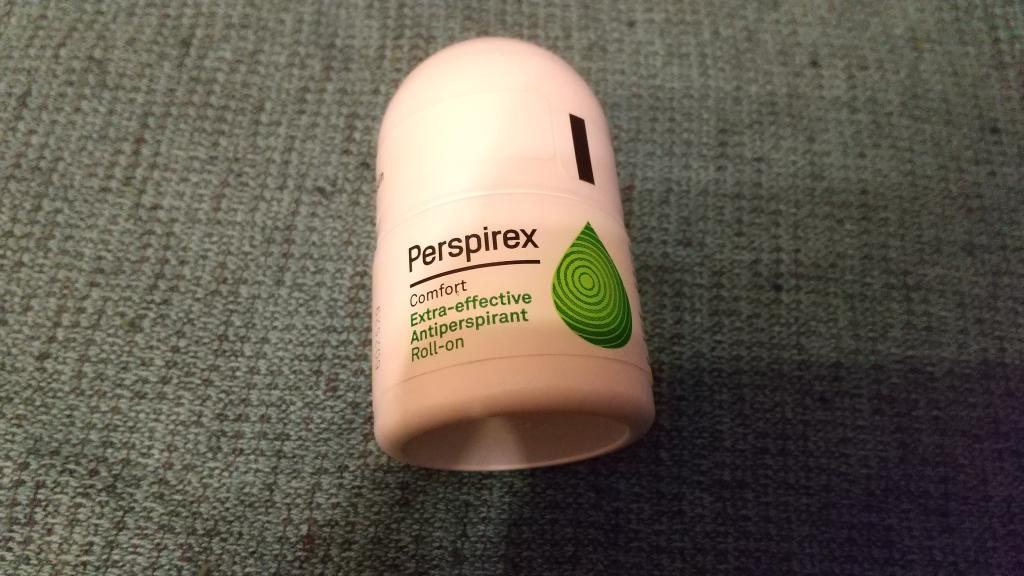 Perspirex
Comfort
Extra-effective
Antiperspirant
Roll-on